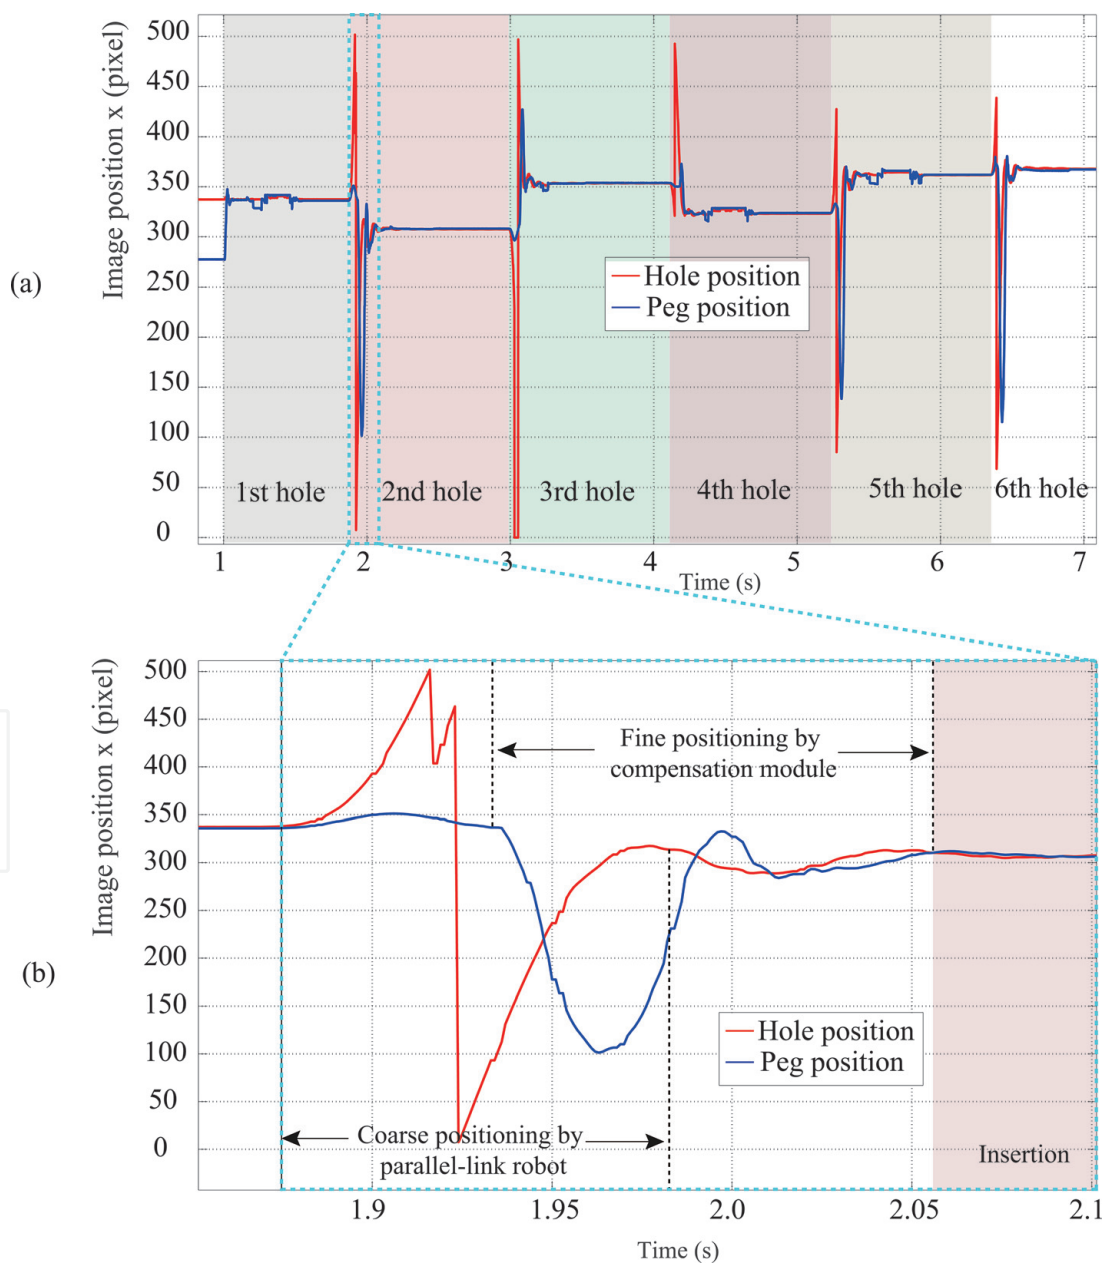 (a)
Image position x (pixel)
500
450
400
350
300
250
200
150
100
50
0
Hole position
Peg position
1st hole
2nd hole
3rd hole
4th hole
5th hole
6th hole
1
2
3
4
5
6
7
Time (s)
(b)
Image position x (pixel)
500
450
400
350
300
250
200
150
100
50
0
Fine positioning by
compensation module
Hole position
Peg position
Coarse positioning by
parallel-link robot
Insertion
1.9
1.95
2.0
2.05
2.1
Time (s)